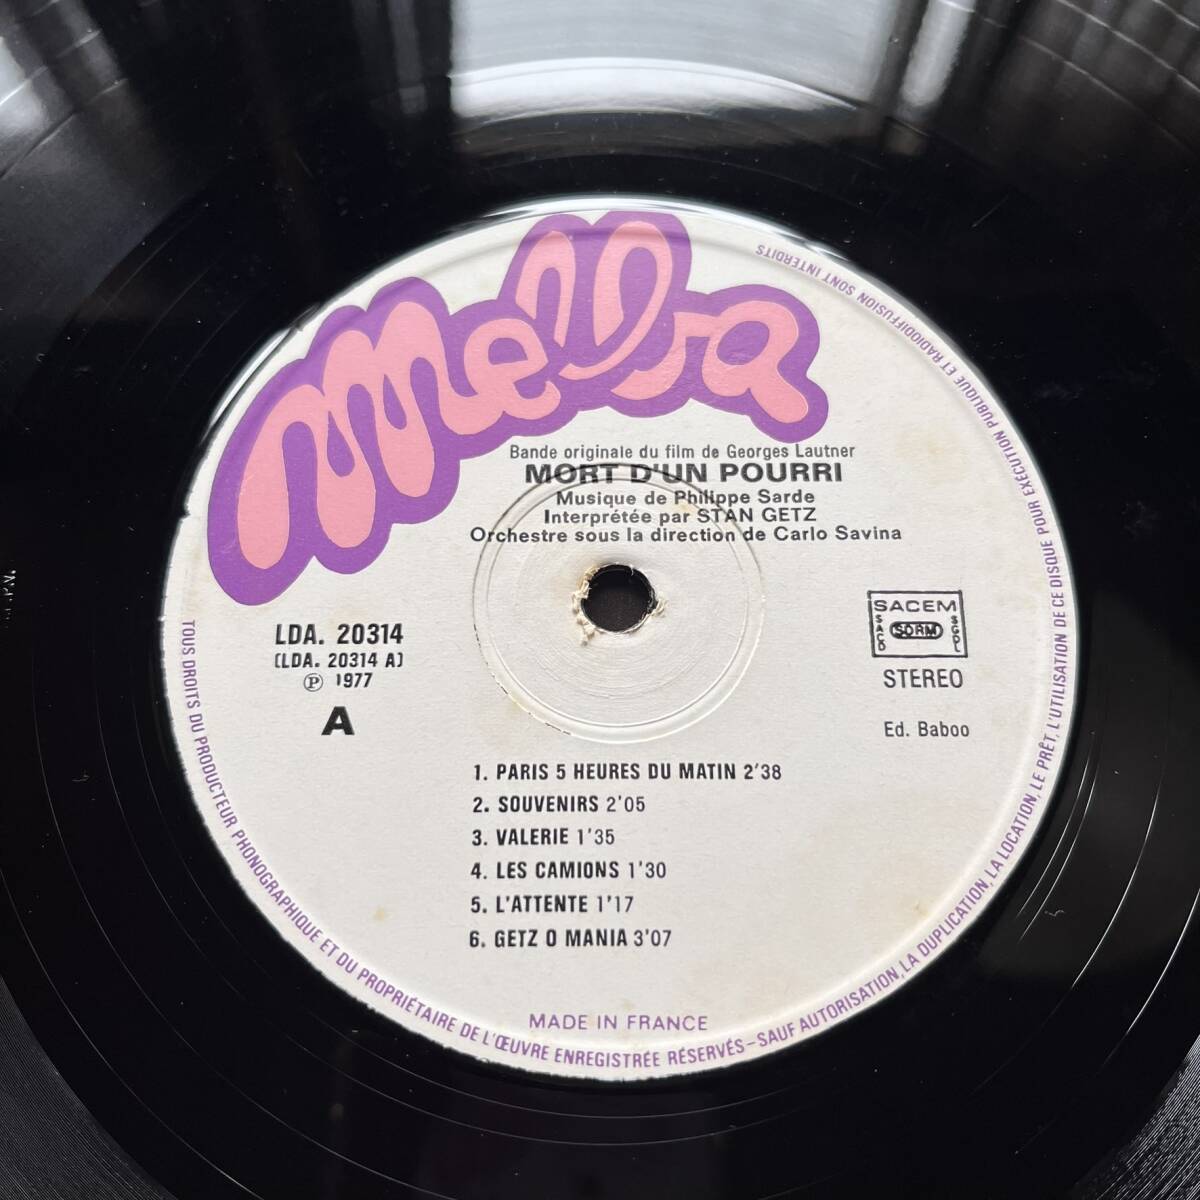 Melba
Bande originale du film de Georges Lautner
MORT D'UN POURRI
Musique de Philippe Sarde
Interprétée par STAN GETZ
Orchestre sous la direction de Carlo Savina
LDA. 20314
(LDA. 20314 A)
℗ 1977
A
SACEM
SACD SDRM SGDL
STEREO
Ed. Baboo
1. PARIS 5 HEURES DU MATIN 2'38
2. SOUVENIRS 2'05
3. VALERIE 1'35
4. LES CAMIONS 1'30
5. L'ATTENTE 1'17
6. GETZ O MANIA 3'07
MADE IN FRANCE
TOUS DROITS DU PRODUCTEUR PHONOGRAPHIQUE ET DU PROPRIÉTAIRE DE L'ŒUVRE ENREGISTRÉE RÉSERVÉS - SAUF AUTORISATION, LA DUPLICATION, LA LOCATION, LE PRÊT, L'UTILISATION DE CE DISQUE POUR EXÉCUTION PUBLIQUE ET RADIODIFFUSION SONT INTERDITS